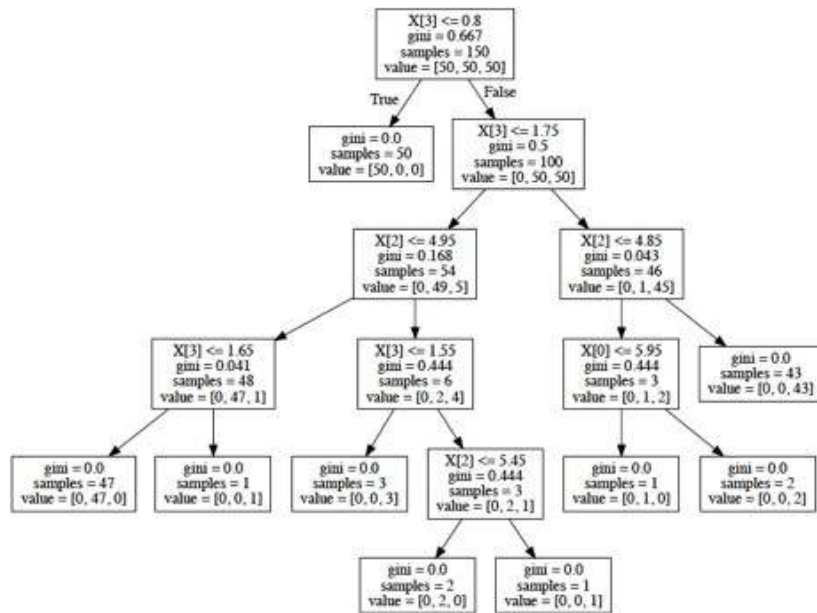 X[3] <= 0.8
gini = 0.667
samples = 150
value = [50, 50, 50]
True
False
gini = 0.0
samples = 50
value = [50, 0, 0]
X[3] <= 1.75
gini = 0.5
samples = 100
value = [0, 50, 50]
X[2] <= 4.95
gini = 0.168
samples = 54
value = [0, 49, 5]
X[2] <= 4.85
gini = 0.043
samples = 46
value = [0, 1, 45]
X[3] <= 1.65
gini = 0.041
samples = 48
value = [0, 47, 1]
X[3] <= 1.55
gini = 0.444
samples = 6
value = [0, 2, 4]
X[0] <= 5.95
gini = 0.444
samples = 3
value = [0, 1, 2]
gini = 0.0
samples = 43
value = [0, 0, 43]
gini = 0.0
samples = 47
value = [0, 47, 0]
gini = 0.0
samples = 1
value = [0, 0, 1]
gini = 0.0
samples = 3
value = [0, 0, 3]
X[2] <= 5.45
gini = 0.444
samples = 3
value = [0, 2, 1]
gini = 0.0
samples = 1
value = [0, 1, 0]
gini = 0.0
samples = 2
value = [0, 0, 2]
gini = 0.0
samples = 2
value = [0, 2, 0]
gini = 0.0
samples = 1
value = [0, 0, 1]